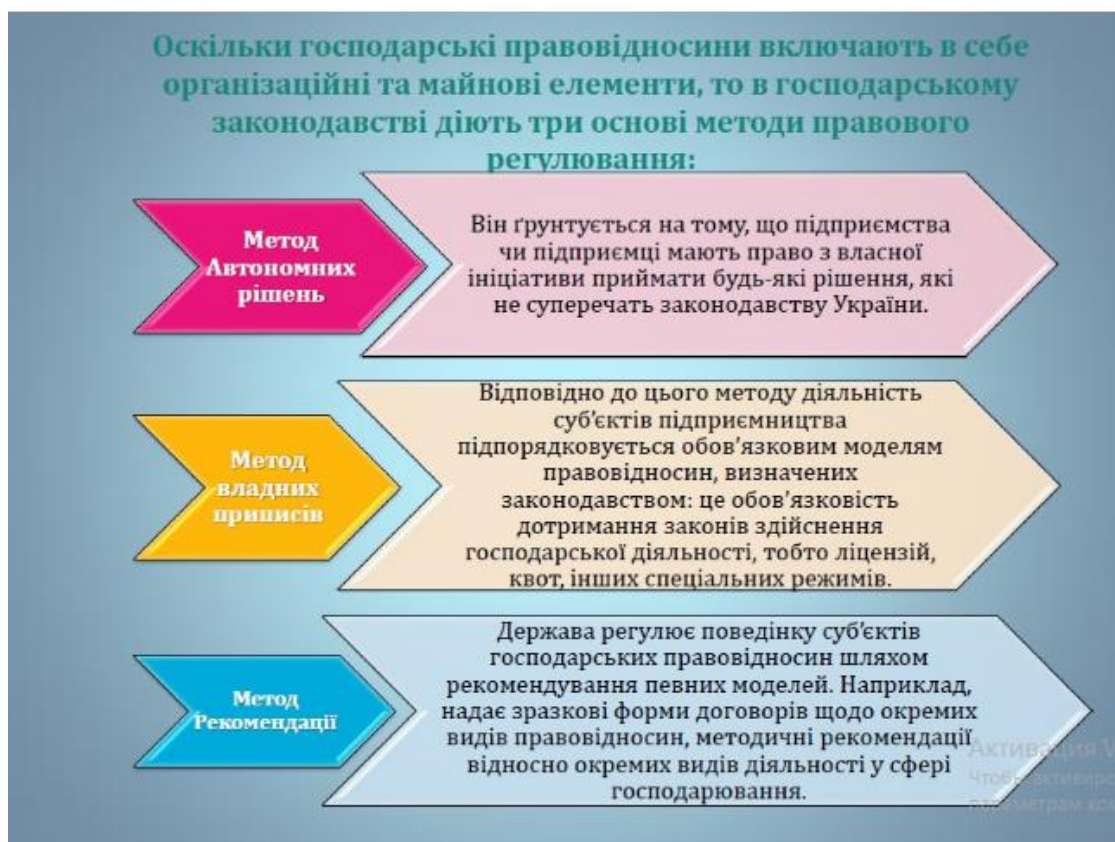 Оскільки господарські правовідносини включають в себе
організаційні та майнові елементи, то в господарському
законодавстві діють три основі методи правового
регулювання:
Метод
Автономних
рішень
Він ґрунтується на тому, що підприємства
чи підприємці мають право з власної
ініціативи приймати будь-які рішення, які
не суперечать законодавству України.
Метод
владних
приписів
Відповідно до цього методу діяльність
суб’єктів підприємництва
підпорядковується обов’язковим моделям
правовідносин, визначених
законодавством: це обов’язковість
дотримання законів здійснення
господарської діяльності, тобто ліцензій,
квот, інших спеціальних режимів.
Метод
Рекомендації
Держава регулює поведінку суб’єктів
господарських правовідносин шляхом
рекомендування певних моделей. Наприклад,
надає зразкові форми договорів щодо окремих
видів правовідносин, методичні рекомендації
відносно окремих видів діяльності у сфері
господарювання.
Активация
Чтобы
параметрам